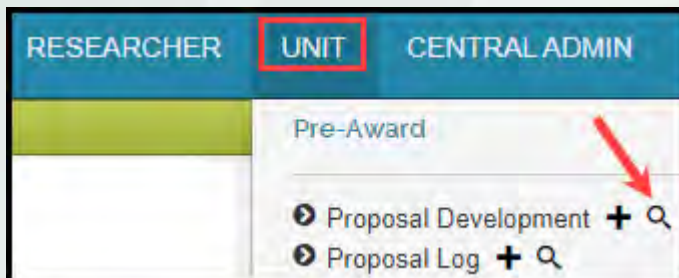 RESEARCHER UNIT CENTRAL ADMIN
Pre-Award
Proposal Development
Proposal Log